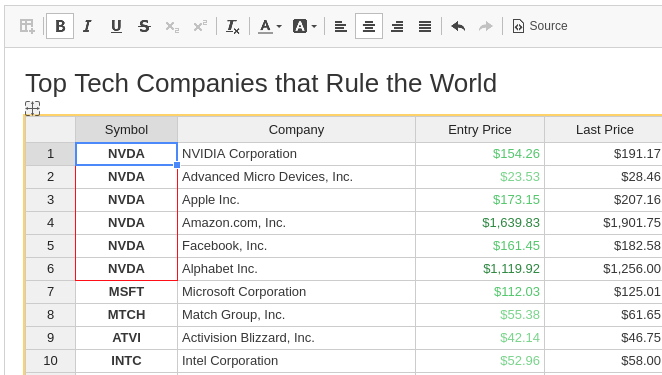 B I U S x₂ x² Tx A A Source
Top Tech Companies that Rule the World
Symbol Company Entry Price Last Price
1 NVDA NVIDIA Corporation $154.26 $191.17
2 NVDA Advanced Micro Devices, Inc. $23.53 $28.46
3 NVDA Apple Inc. $173.15 $207.16
4 NVDA Amazon.com, Inc. $1,639.83 $1,901.75
5 NVDA Facebook, Inc. $161.45 $182.58
6 NVDA Alphabet Inc. $1,119.92 $1,256.00
7 MSFT Microsoft Corporation $112.03 $125.01
8 MTCH Match Group, Inc. $55.38 $61.65
9 ATVI Activision Blizzard, Inc. $42.14 $46.75
10 INTC Intel Corporation $52.96 $58.00